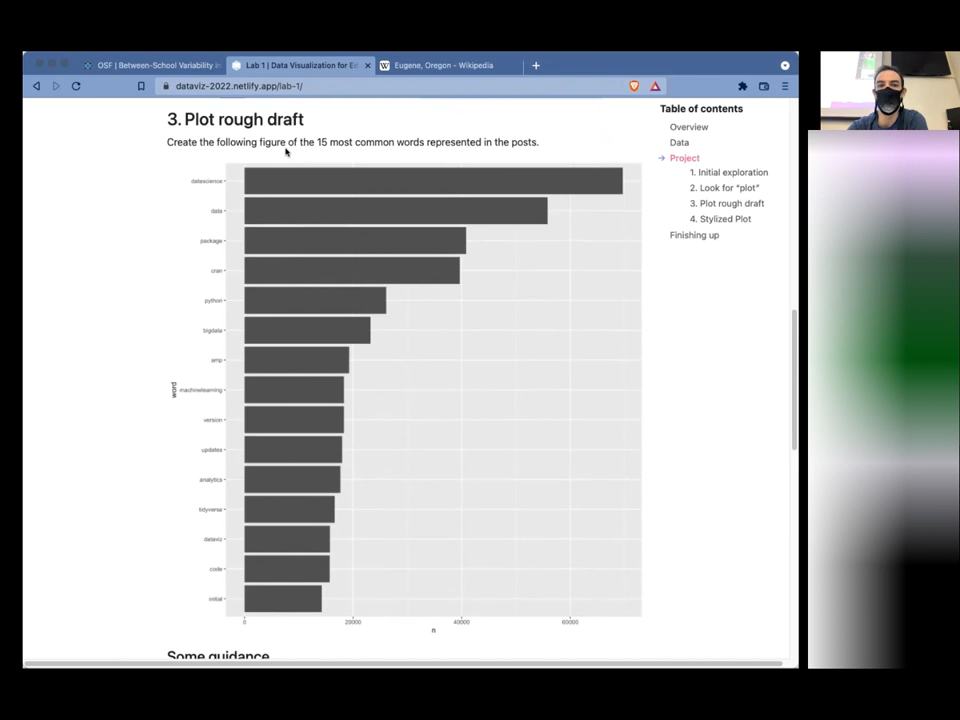 OSF | Between-School Variability in
Lab 1 | Data Visualization for Ed
Eugene, Oregon - Wikipedia
dataviz-2022.netlify.app/lab-1/
3. Plot rough draft
Create the following figure of the 15 most common words represented in the posts.
datascience
data
package
cran
python
bigdata
amp
machinelearning
version
updates
analytics
tidyverse
dataviz
code
initial
word
0 20000 40000 60000
n
Some guidance
Table of contents
Overview
Data
Project
1. Initial exploration
2. Look for "plot"
3. Plot rough draft
4. Stylized Plot
Finishing up